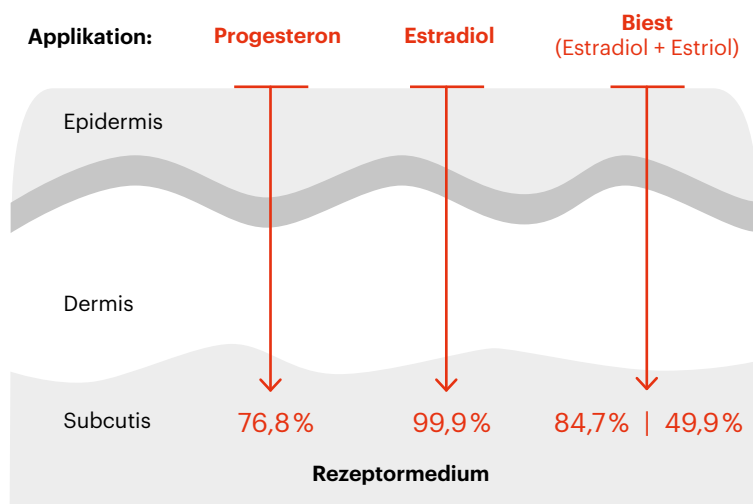 Applikation: Progesteron Estradiol Biest
(Estradiol + Estriol)
Epidermis
Dermis
Subcutis 76,8 % 99,9 % 84,7 % | 49,9 %
Rezeptormedium